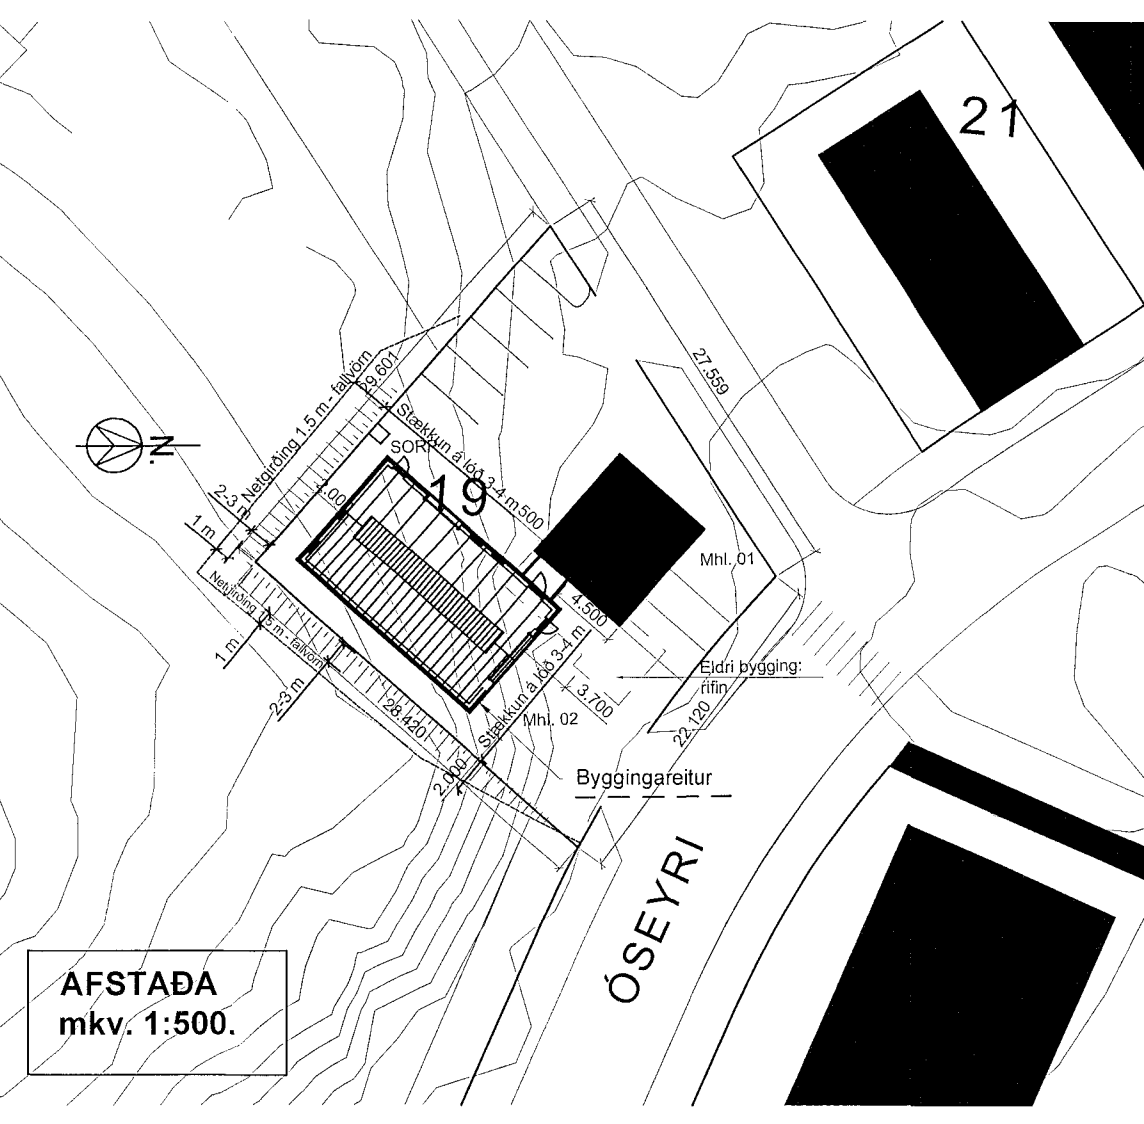 21
27.559
Netgirðing 1.5 m - fallvörn
29.601
Stækkun á lóð 3-4 m
500
SORP
19
N.
2-3 m
1 m
Mhl. 01
4.500
Netgirðing 1.5 m - fallvörn
1 m
2-3 m
28.420
Stækkun á lóð 3-4 m
Eldri bygging:
rifin
3.700
Mhl. 02
22.120
2.000
Byggingareitur
ÓSEYRI
AFSTAÐA
mkv. 1:500.